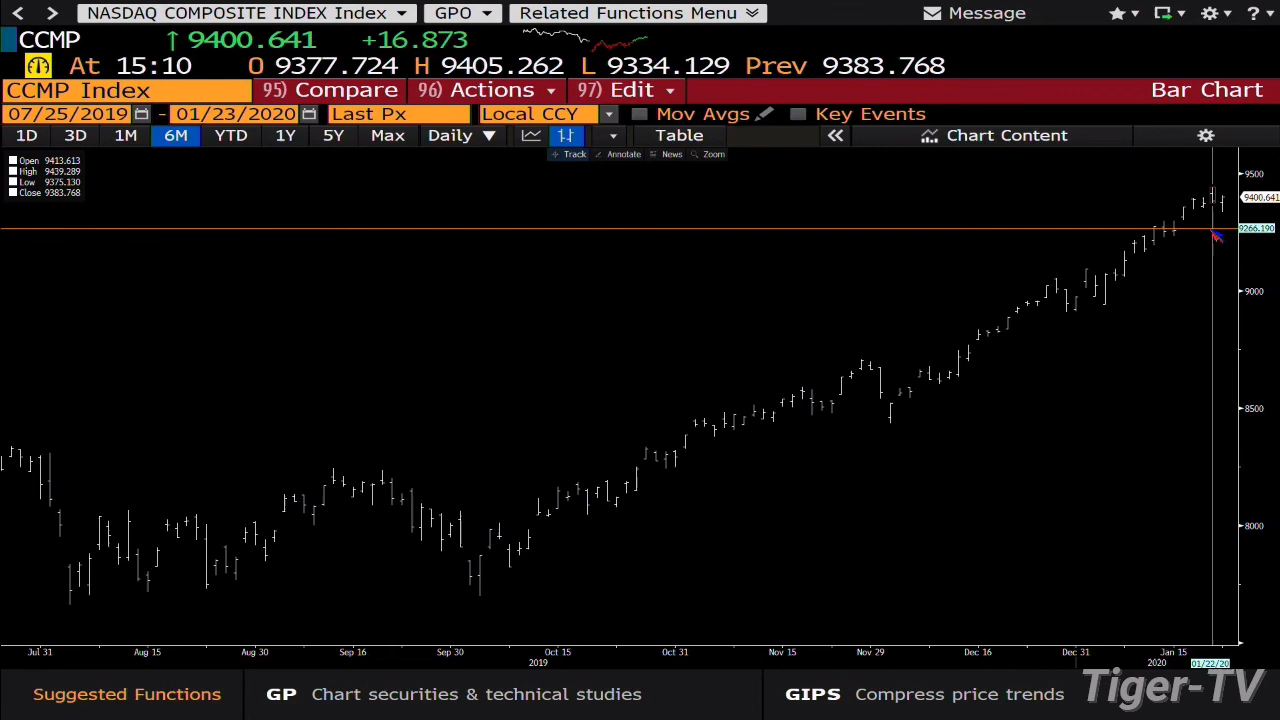 NASDAQ COMPOSITE INDEX Index GPO Related Functions Menu Message ?
CCMP ↑ 9400.641 +16.873
At 15:10 O 9377.724 H 9405.262 L 9334.129 Prev 9383.768
CCMP Index 95) Compare 96) Actions 97) Edit Bar Chart
07/25/2019 - 01/23/2020 Last Px Local CCY Mov Avgs Key Events
1D 3D 1M 6M YTD 1Y 5Y Max Daily ▼ Table « Chart Content
Track Annotate News Zoom
Open 9413.613
High 9439.289
Low 9375.130
Close 9383.768
9500
9400.641
9266.190
9000
8500
8000
Jul 31 Aug 15 Aug 30 Sep 16 Sep 30 Oct 15 Oct 31 Nov 15 Nov 29 Dec 16 Dec 31 Jan 15
2019 2020 01/22/20
Suggested Functions GP Chart securities & technical studies GIPS Compress price trends
Tiger-TV